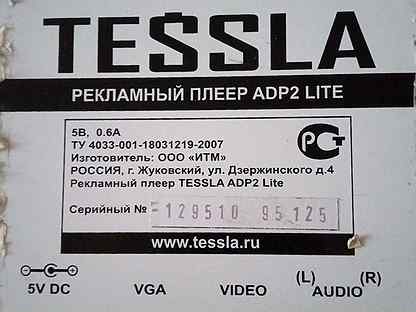 TESSLA
РЕКЛАМНЫЙ ПЛЕЕР ADP2 LITE
5В, 0.6А
ТУ 4033-001-18031219-2007
Изготовитель: ООО «ИТМ»
РОССИЯ, г. Жуковский, ул. Дзержинского д.4
Рекламный плеер TESSLA ADP2 Lite
Серийный № -129510 95125
www.tessla.ru
(L) (R)
5V DC VGA VIDEO AUDIO